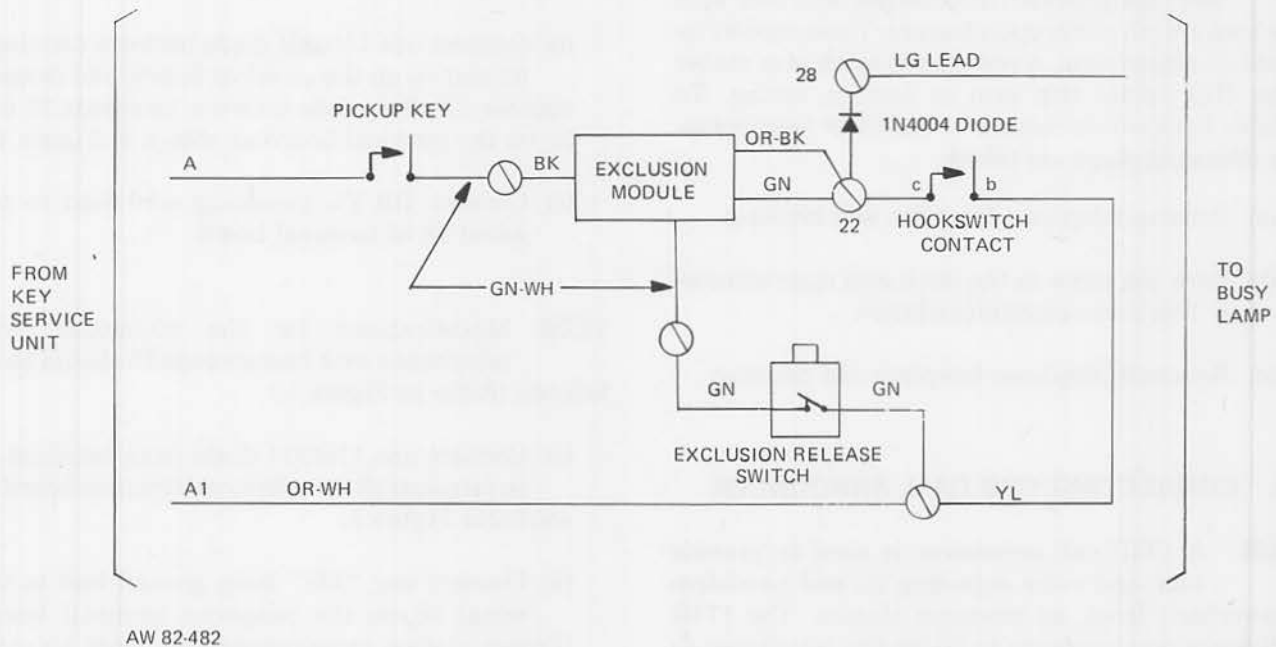 28
LG LEAD
PICKUP KEY
1N4004 DIODE
A
BK
EXCLUSION
MODULE
OR-BK
GN
c
b
22
HOOKSWITCH
CONTACT
FROM
KEY
SERVICE
UNIT
GN-WH
TO
BUSY
LAMP
GN
GN
EXCLUSION RELEASE
SWITCH
A1
OR-WH
YL
AW 82-482